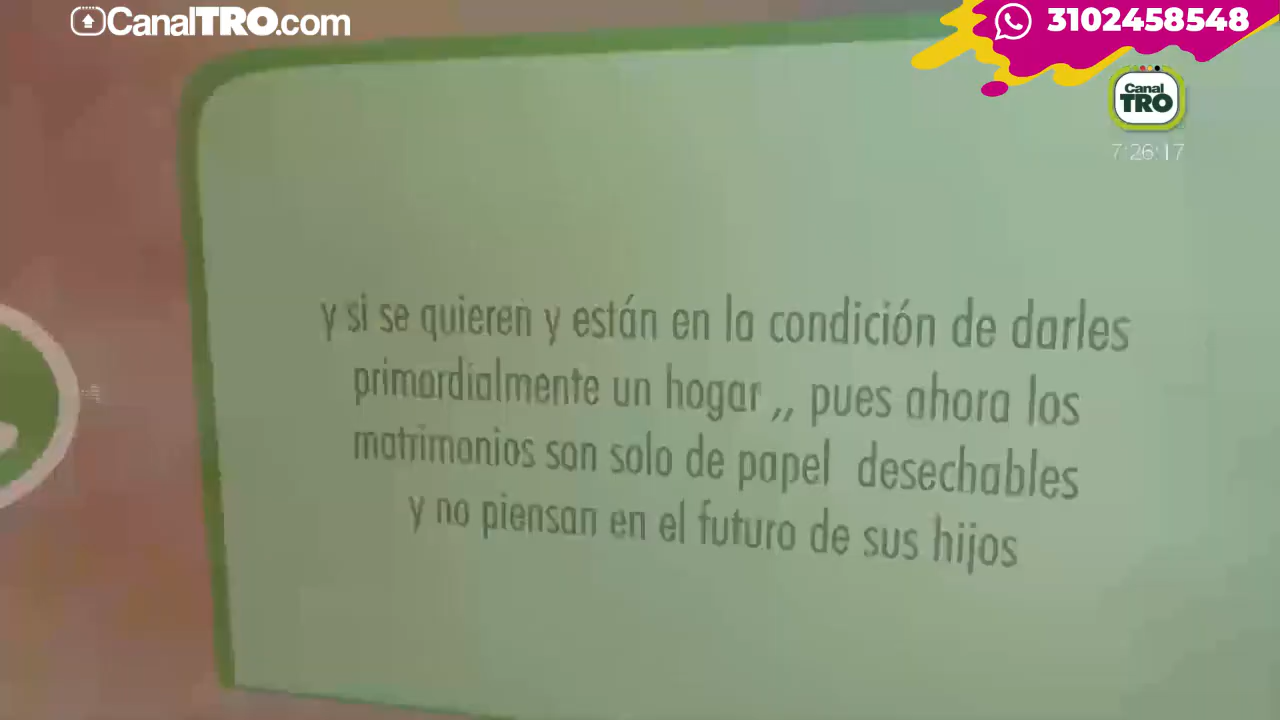 CanalTRO.com
3102458548
Canal
TRO
7:26:17
y si se quieren y están en la condición de darles
primordialmente un hogar ,, pues ahora los
matrimonios son solo de papel desechables
y no piensan en el futuro de sus hijos